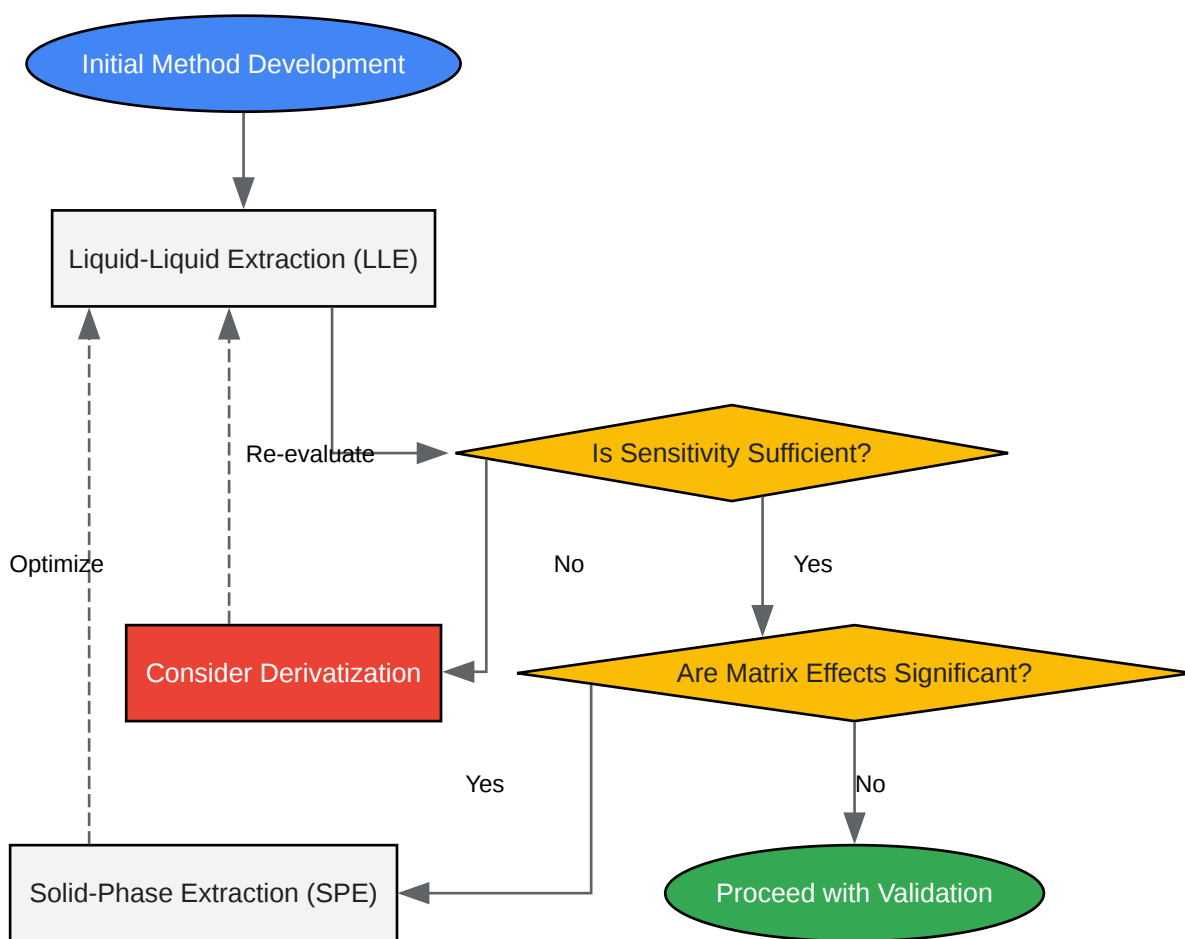 Initial Method Development
Liquid-Liquid Extraction (LLE)
Re-evaluate
Is Sensitivity Sufficient?
Optimize
No
Yes
Consider Derivatization
Are Matrix Effects Significant?
Yes
No
Solid-Phase Extraction (SPE)
Proceed with Validation